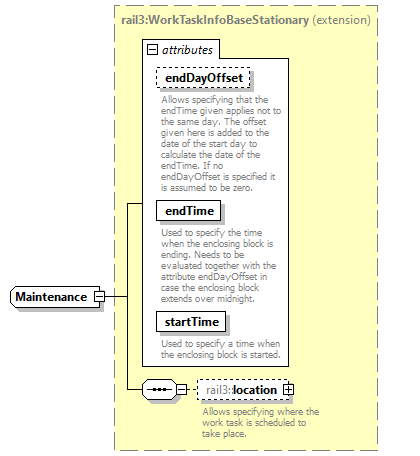 rail3:WorkTaskInfoBaseStationary (extension)
attributes
endDayOffset
Allows specifying that the
endTime given applies not to
the same day. The offset
given here is added to the
date of the start day to
calculate the date of the
endTime. If no
endDayOffset is specified it
is assumed to be zero.
endTime
Used to specify the time
when the enclosing block is
ending. Needs to be
evaluated together with the
attribute endDayOffset in
case the enclosing block
extends over midnight.
Maintenance
startTime
Used to specify a time when
the enclosing block is started.
rail3::location
Allows specifying where the
work task is scheduled to
take place.